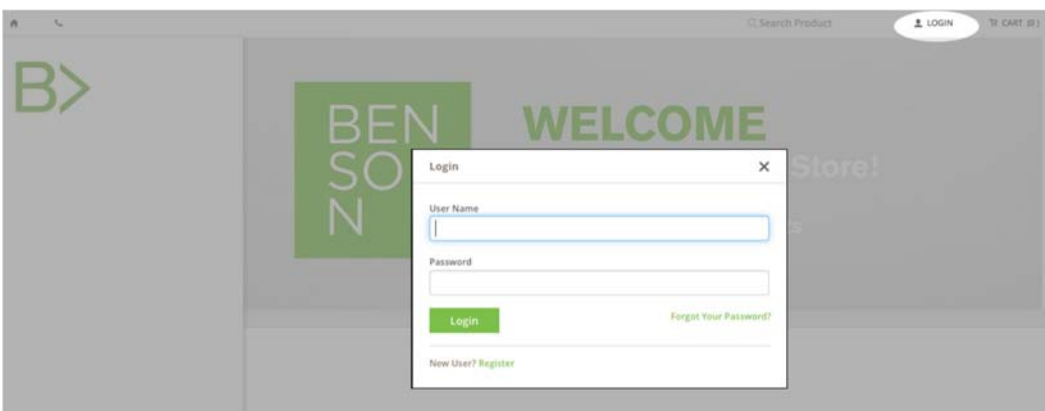 Search Product
LOGIN
CART (0)
B>
BEN
SO
N
WELCOME
Store!
Login
User Name
Password
Login
Forgot Your Password?
New User? Register